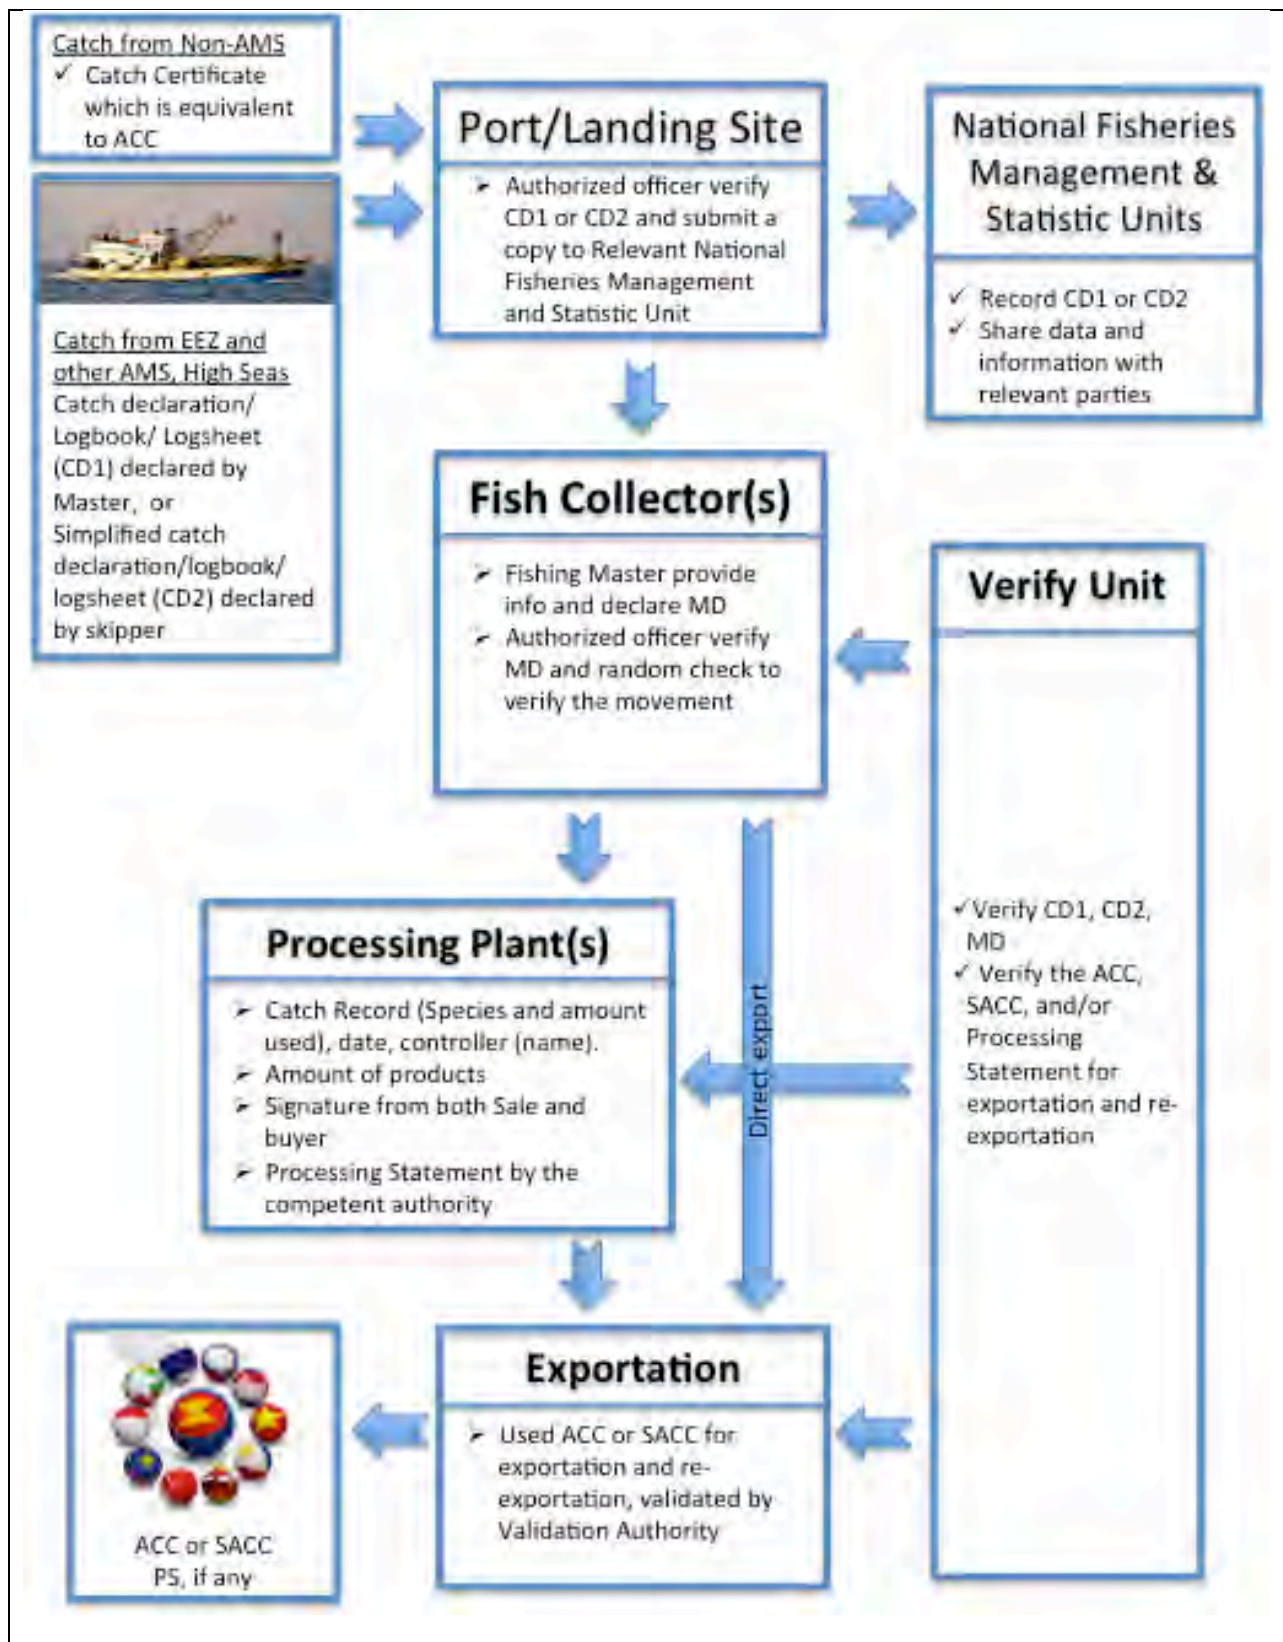 Catch from Non-AMS
✓ Catch Certificate
which is equivalent
to ACC
Catch from EEZ and
other AMS, High Seas
Catch declaration/
Logbook/ Logsheet
(CD1) declared by
Master, or
Simplified catch
declaration/logbook/
logsheet (CD2) declared
by skipper
Port/Landing Site
➢ Authorized officer verify
CD1 or CD2 and submit a
copy to Relevant National
Fisheries Management
and Statistic Unit
National Fisheries
Management &
Statistic Units
✓ Record CD1 or CD2
✓ Share data and
information with
relevant parties
Fish Collector(s)
➢ Fishing Master provide
info and declare MD
➢ Authorized officer verify
MD and random check to
verify the movement
Verify Unit
✓Verify CD1, CD2,
MD
✓ Verify the ACC,
SACC, and/or
Processing
Statement for
exportation and re-
exportation
Processing Plant(s)
➢ Catch Record (Species and amount
used), date, controller (name).
➢ Amount of products
➢ Signature from both Sale and
buyer
➢ Processing Statement by the
competent authority
Direct export
Exportation
➢ Used ACC or SACC for
exportation and re-
exportation, validated by
Validation Authority
ACC or SACC
PS, if any